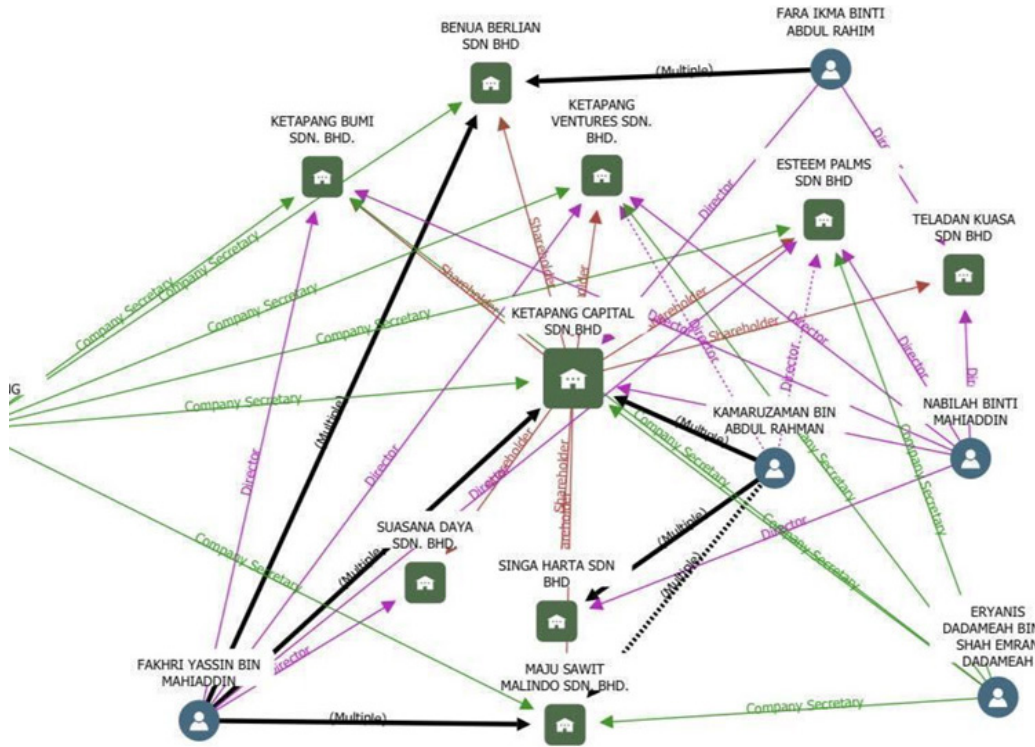 FARA IKMA BINTI
ABDUL RAHIM
BENUA BERLIAN
SDN BHD
(Multiple)
KETAPANG
VENTURES SDN.
BHD.
KETAPANG BUMI
SDN. BHD.
Director
ESTEEM PALMS
SDN BHD
Director
TELADAN KUASA
SDN BHD
Company Secretary
Company Secretary
Shareholder
Shareholder
Company Secretary
Company Secretary
KETAPANG CAPITAL
SDN BHD
Shareholder
Director
Director
Director
Director
Company Secretary
(Multiple)
KAMARUZAMAN BIN
ABDUL RAHMAN
(Multiple)
NABILAH BINTI
MAHIADDIN
Director
Director
Director
Shareholder
Company Secretary
Company Secretary
SUASANA DAYA
SDN. BHD.
(Multiple)
(Multiple)
Director
Company Secretary
Company Secretary
SINGA HARTA SDN
BHD
(Multiple)
ERYANIS
SHAH EMRAN
DADAMEAH
FAKHRI YASSIN BIN
MAHIADDIN
Director
MAJU SAWIT
MALINDO SDN. BHD.
(Multiple)
Company Secretary